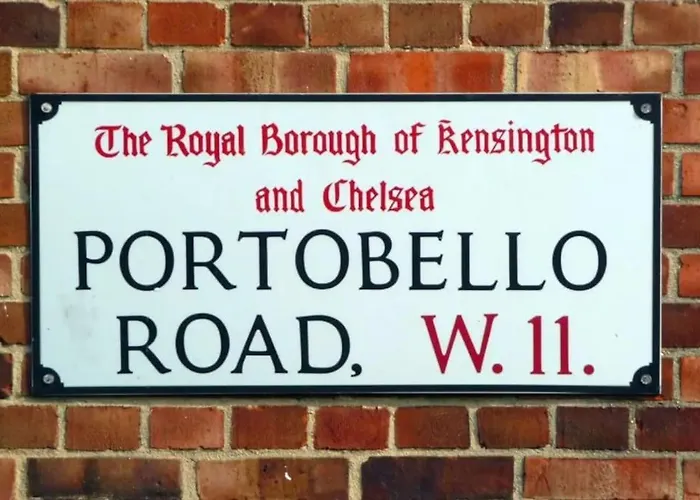 The Royal Borough of Kensington
and Chelsea
PORTOBELLO
ROAD, W.11.